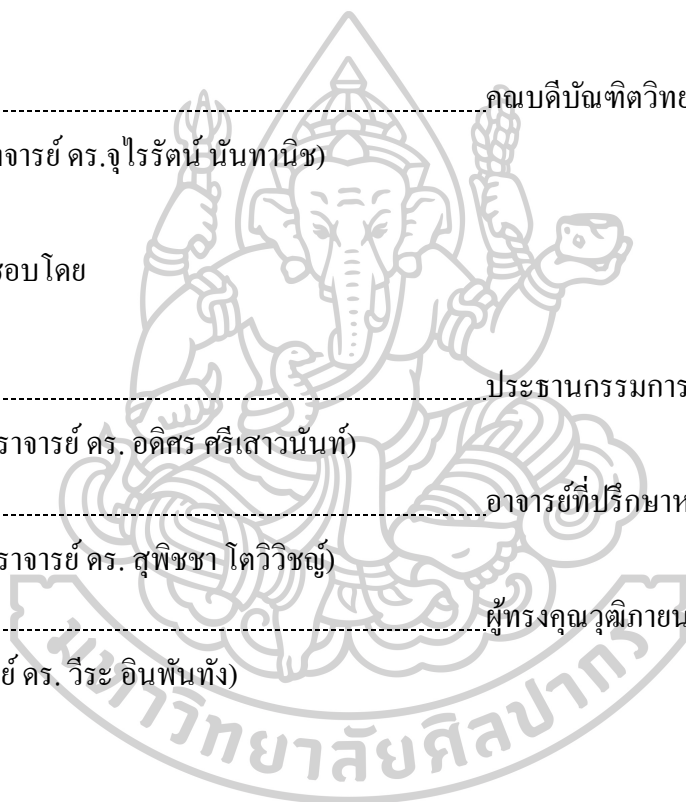 คณบดีบัณฑิตวิทย
าจารย์ ดร.จุไรรัตน์ นันทานิช)
ชอบโดย
ประธานกรรมการ
ราจารย์ ดร. อดิศร ศรีเสาวนันท์)
อาจารย์ที่ปรึกษาห
ราจารย์ ดร. สุพิชชา โตวิวิชญ์)
ผู้ทรงคุณวุฒิภายน
ย์ ดร. วีระ อินพันทัง)
มหาวิทยาลัยศิลปากร